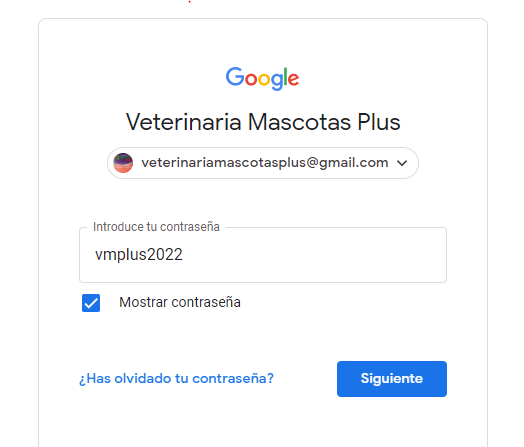 Google
Veterinaria Mascotas Plus
veterinariamascotasplus@gmail.com
Introduce tu contraseña
vmplus2022
Mostrar contraseña
¿Has olvidado tu contraseña?
Siguiente